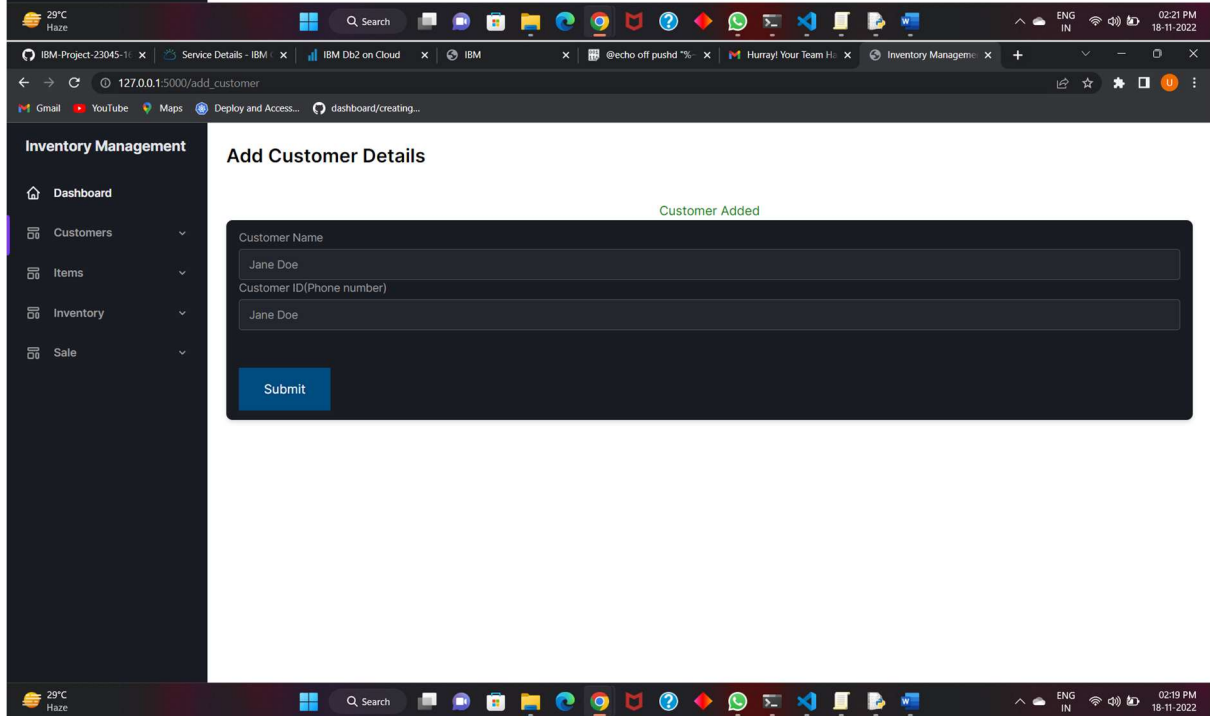 29°C
Haze
Search
ENG
IN
02:21 PM
18-11-2022
IBM-Project-23045-16
Service Details - IBM C
IBM Db2 on Cloud
IBM
@echo off pushd "%~
Hurray! Your Team Ha
Inventory Manageme
127.0.0.1:5000/add_customer
U
Gmail
YouTube
Maps
Deploy and Access...
dashboard/creating...
Inventory Management
Dashboard
Customers
Items
Inventory
Sale
Add Customer Details
Customer Added
Customer Name
Jane Doe
Customer ID(Phone number)
Jane Doe
Submit
29°C
Haze
Search
ENG
IN
02:19 PM
18-11-2022